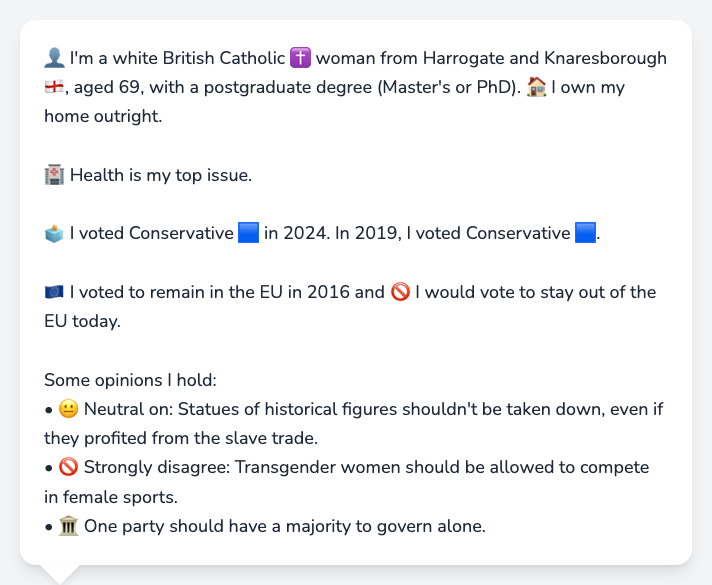 👤 I'm a white British Catholic ✝️ woman from Harrogate and Knaresborough
🏴󠁧󠁢󠁥󠁮󠁧󠁿, aged 69, with a postgraduate degree (Master's or PhD). 🏠 I own my
home outright.
🏥 Health is my top issue.
🗳️ I voted Conservative 🟦 in 2024. In 2019, I voted Conservative 🟦.
🇪🇺 I voted to remain in the EU in 2016 and 🚫 I would vote to stay out of the
EU today.
Some opinions I hold:
• 😐 Neutral on: Statues of historical figures shouldn't be taken down, even if
they profited from the slave trade.
• 🚫 Strongly disagree: Transgender women should be allowed to compete
in female sports.
• 🏛️ One party should have a majority to govern alone.